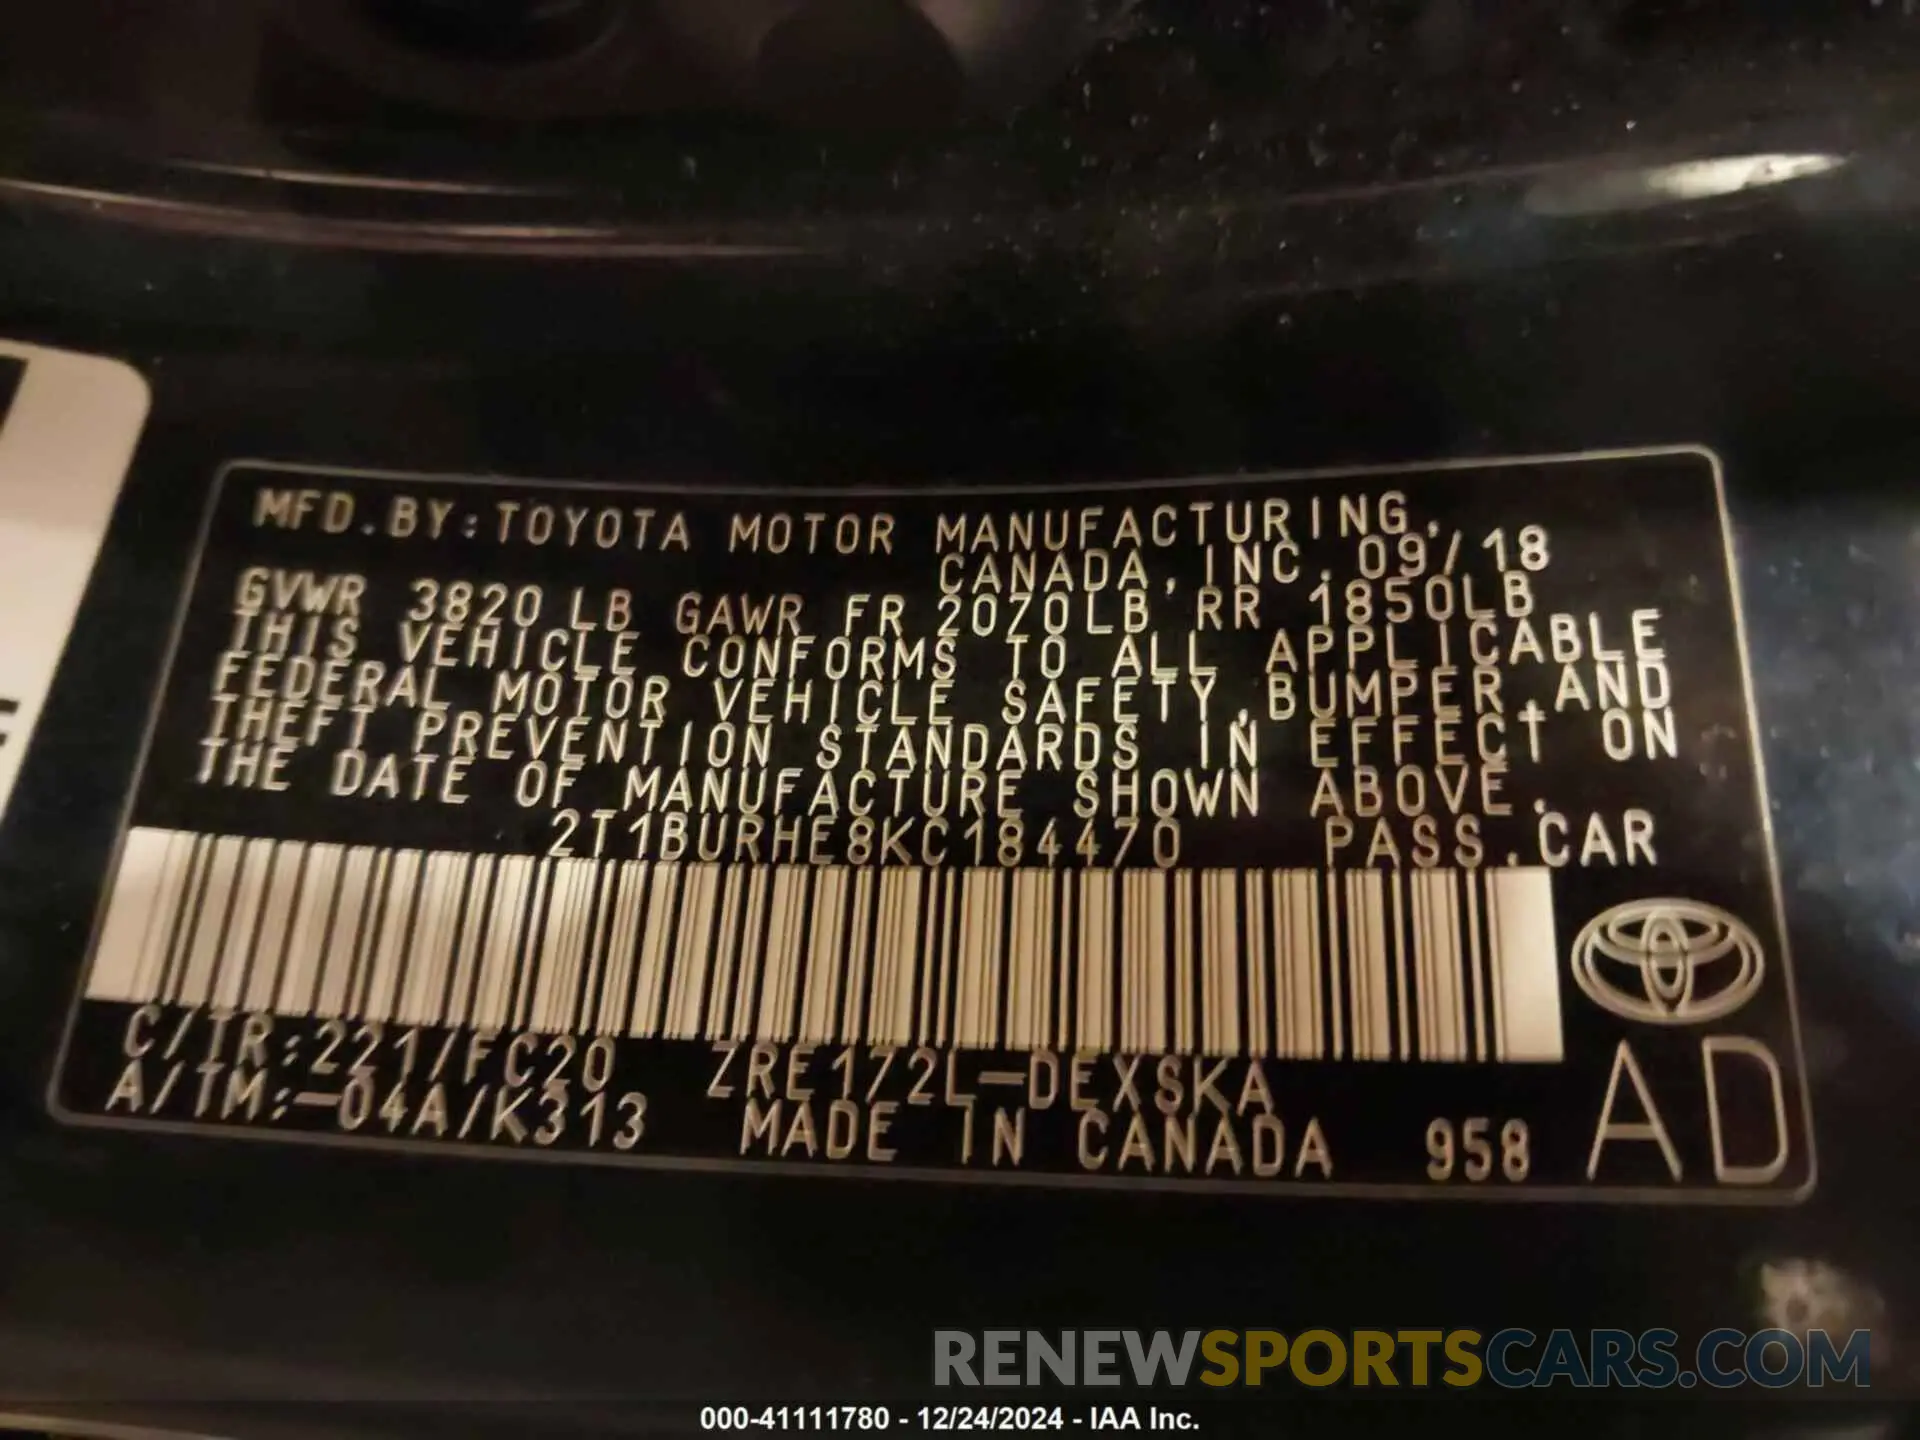 MFD.BY:TOYOTA MOTOR MANUFACTURING,
CANADA,INC. 09/18
GVWR 3820 LB GAWR FR 2070LB RR 1850LB
THIS VEHICLE CONFORMS TO ALL APPLICABLE
FEDERAL MOTOR VEHICLE SAFETY,BUMPER,AND
THEFT PREVENTION STANDARDS IN EFFECT ON
THE DATE OF MANUFACTURE SHOWN ABOVE.
2T1BURHE8KC184470 PASS.CAR
C/TR:221/FC20 ZRE172L-DEXSKA
A/TM:-04A/K313 MADE IN CANADA 958 AD
RENEWSPORTSCARS.COM
000-41111780 - 12/24/2024 - IAA Inc.